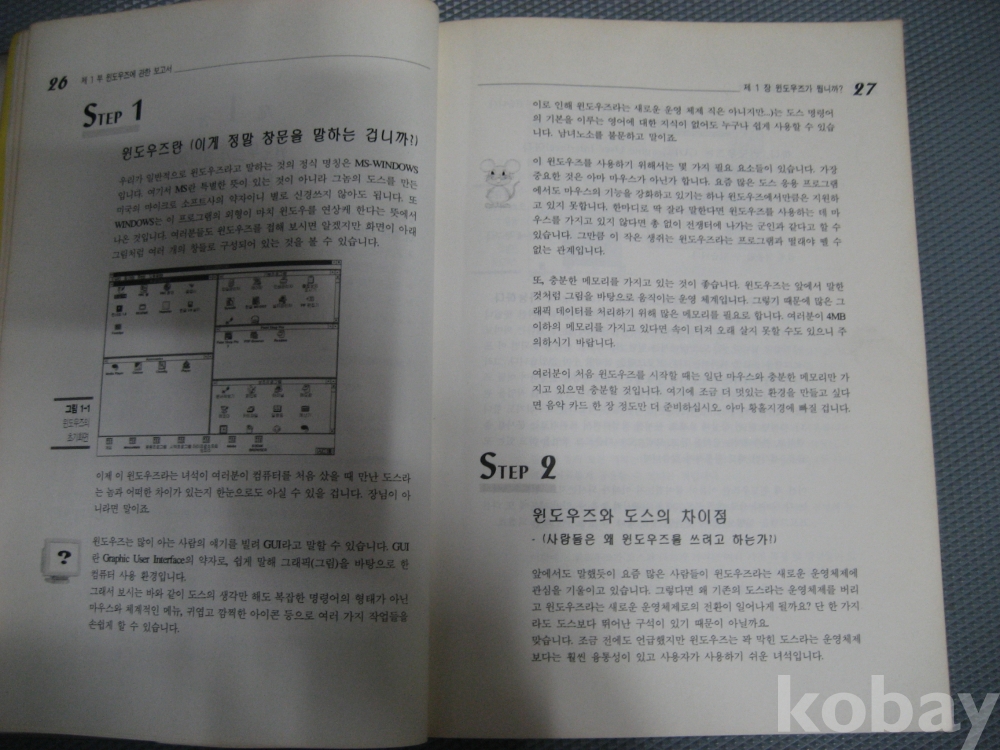 26 제 1 부 윈도우즈에 관한 보고서
STEP 1
윈도우즈란 (이게 정말 창문을 말하는 겁니까?)
우리가 일반적으로 윈도우즈라고 말하는 것의 정식 명칭은 MS-WINDOWS
입니다. 여기서 MS란 특별한 뜻이 있는 것이 아니라 그놈의 도스를 만든
미국의 마이크로 소프트사의 약자이니 별로 신경쓰지 않아도 됩니다. 또
WINDOWS는 이 프로그램의 외형이 마치 윈도우를 연상케 한다는 뜻에서
나온 것입니다. 여러분들도 윈도우즈를 접해 보시면 알겠지만 화면이 아래
그림처럼 여러 개의 창들로 구성되어 있는 것을 볼 수 있습니다.
그림 1-1
윈도우즈의
초기화면
이제 이 윈도우즈라는 녀석이 여러분이 컴퓨터를 처음 샀을 때 만난 도스라
는 놈과 어떠한 차이가 있는지 한눈으로도 아실 수 있을 겁니다. 장님이 아
니라면 말이죠.
?
윈도우즈는 많이 아는 사람의 얘기를 빌러 GUI라고 말할 수 있습니다. GUI
란 Graphic User Interface의 약자로, 쉽게 말해 그래픽(그림)을 바탕으로 한
컴퓨터 사용 환경입니다.
그래서 보시는 바와 같이 도스의 생각만 해도 복잡한 명령어의 형태가 아닌
마우스와 체계적인 메뉴, 귀엽고 깜찍한 아이콘 등으로 여러 가지 작업들을
손쉽게 할 수 있습니다.
제 1 장 윈도우즈가 뭡니까? 27
이로 인해 윈도우즈라는 새로운 운영 체제 직은 아니지만...)는 도스 명령어
의 기본을 이루는 영어에 대한 지식이 없어도 누구나 쉽게 사용할 수 있습
니다. 남녀노소를 불문하고 말이죠.
이 윈도우즈를 사용하기 위해서는 몇 가지 필요 요소들이 있습니다. 가장
중요한 것은 아마 마우스가 아닌가 합니다. 요즘 많은 도스 응용 프로그램
에서도 마우스의 기능을 강화하고 있기는 하나 윈도우즈에서만큼은 지원하
고 있지 못합니다. 한마디로 딱 잘라 말한다면 윈도우즈를 사용하는 데 마
우스를 가지고 있지 않다면 총 없이 전쟁터에 나가는 군인과 같다고 할 수
있습니다. 그만큼 이 작은 생쥐는 윈도우즈라는 프로그램과 뗄래야 뗄 수
없는 관계입니다.
또, 충분한 메모리를 가지고 있는 것이 좋습니다. 윈도우즈는 앞에서 말한
것처럼 그림을 바탕으로 움직이는 운영 체계입니다. 그렇기 때문에 많은 그
래픽 데이터를 처리하기 위해 많은 메모리를 필요로 합니다. 여러분이 4MB
이하의 메모리를 가지고 있다면 속이 터져 오래 살지 못할 수도 있으니 주
의하시기 바랍니다.
여러분이 처음 윈도우즈를 시작할 때는 일단 마우스와 충분한 메모리만 가
지고 있으면 충분할 것입니다. 여기에 조금 더 멋있는 환경을 만들고 싶다
면 음악 카드 한 장 정도만 더 준비하십시오. 아마 황홀지경에 빠질 겁니다.
STEP 2
윈도우즈와 도스의 차이점
- (사람들은 왜 윈도우즈를 쓰려고 하는가!)
앞에서도 말했듯이 요즘 많은 사람들이 윈도우즈라는 새로운 운영체제에
관심을 기울이고 있습니다. 그렇다면 왜 기존의 도스라는 운영체제를 버리
고 윈도우즈라는 새로운 운영체제로의 전환이 일어나게 될까요? 단 한 가지
라도 도스보다 뛰어난 구석이 있기 때문이 아닐까요.
맞습니다. 조금 전에도 언급했지만 윈도우즈는 꽉 막힌 도스라는 운영체제
보다는 훨씬 융통성이 있고 사용자가 사용하기 쉬운 녀석입니다.
kobay